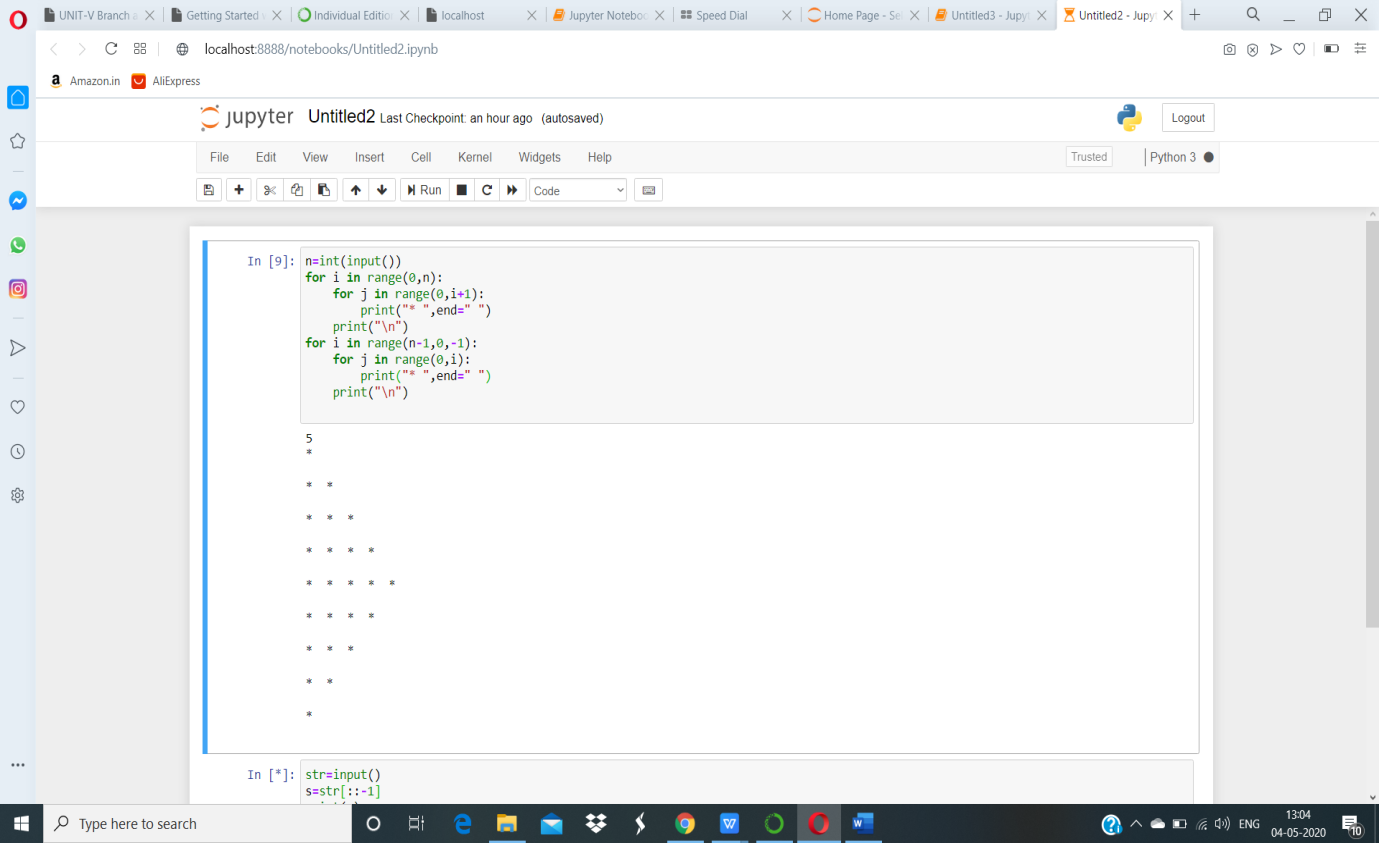 UNIT-V Branch a
Getting Started
Individual Editio
localhost
Jupyter Noteboo
Speed Dial
Home Page - Se
Untitled3 - Jupyt
Untitled2 - Jupy
localhost:8888/notebooks/Untitled2.ipynb
a Amazon.in AliExpress
jupyter Untitled2 Last Checkpoint: an hour ago (autosaved)
Logout
File Edit View Insert Cell Kernel Widgets Help
Trusted
Python 3
Run
Code
In [9]: n=int(input())
for i in range(0,n):
    for j in range(0,i+1):
        print("* ",end=" ")
    print("\n")
for i in range(n-1,0,-1):
    for j in range(0,i):
        print("* ",end=" ")
    print("\n")
5
*
* *
* * *
* * * *
* * * * *
* * * *
* * *
* *
*
In [*]: str=input()
s=str[::-1]
Type here to search
ENG
13:04
04-05-2020
10